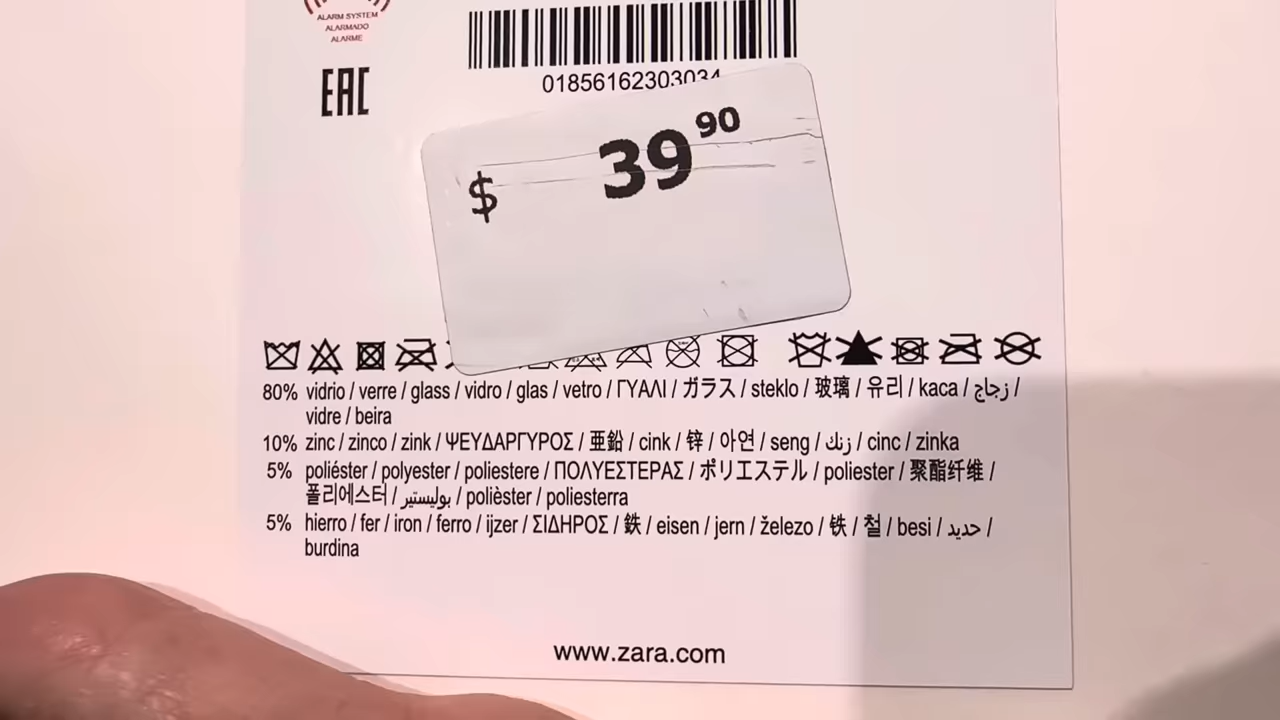 ALARM SYSTEM
ALARMADO
ALARME
EAC
01856162303034
$ 39 90
80% vidrio / verre / glass / vidro / glas / vetro / ΓΥΑΛΙ / ガラス / steklo / 玻璃 / 유리 / kaca / زجاج /
vidre / beira
10% zinc / zinco / zink / ΨΕΥΔΑΡΓΥΡΟΣ / 亜鉛 / cink / 锌 / 아연 / seng / زنك / cinc / zinka
5% poliéster / polyester / poliestere / ΠΟΛΥΕΣΤΕΡΑΣ / ポリエステル / poliester / 聚酯纤维 /
폴리에스터 / بوليستير / polièster / poliesterra
5% hierro / fer / iron / ferro / ijzer / ΣΙΔΗΡΟΣ / 鉄 / eisen / jern / železo / 铁 / 철 / besi / حديد /
burdina
www.zara.com